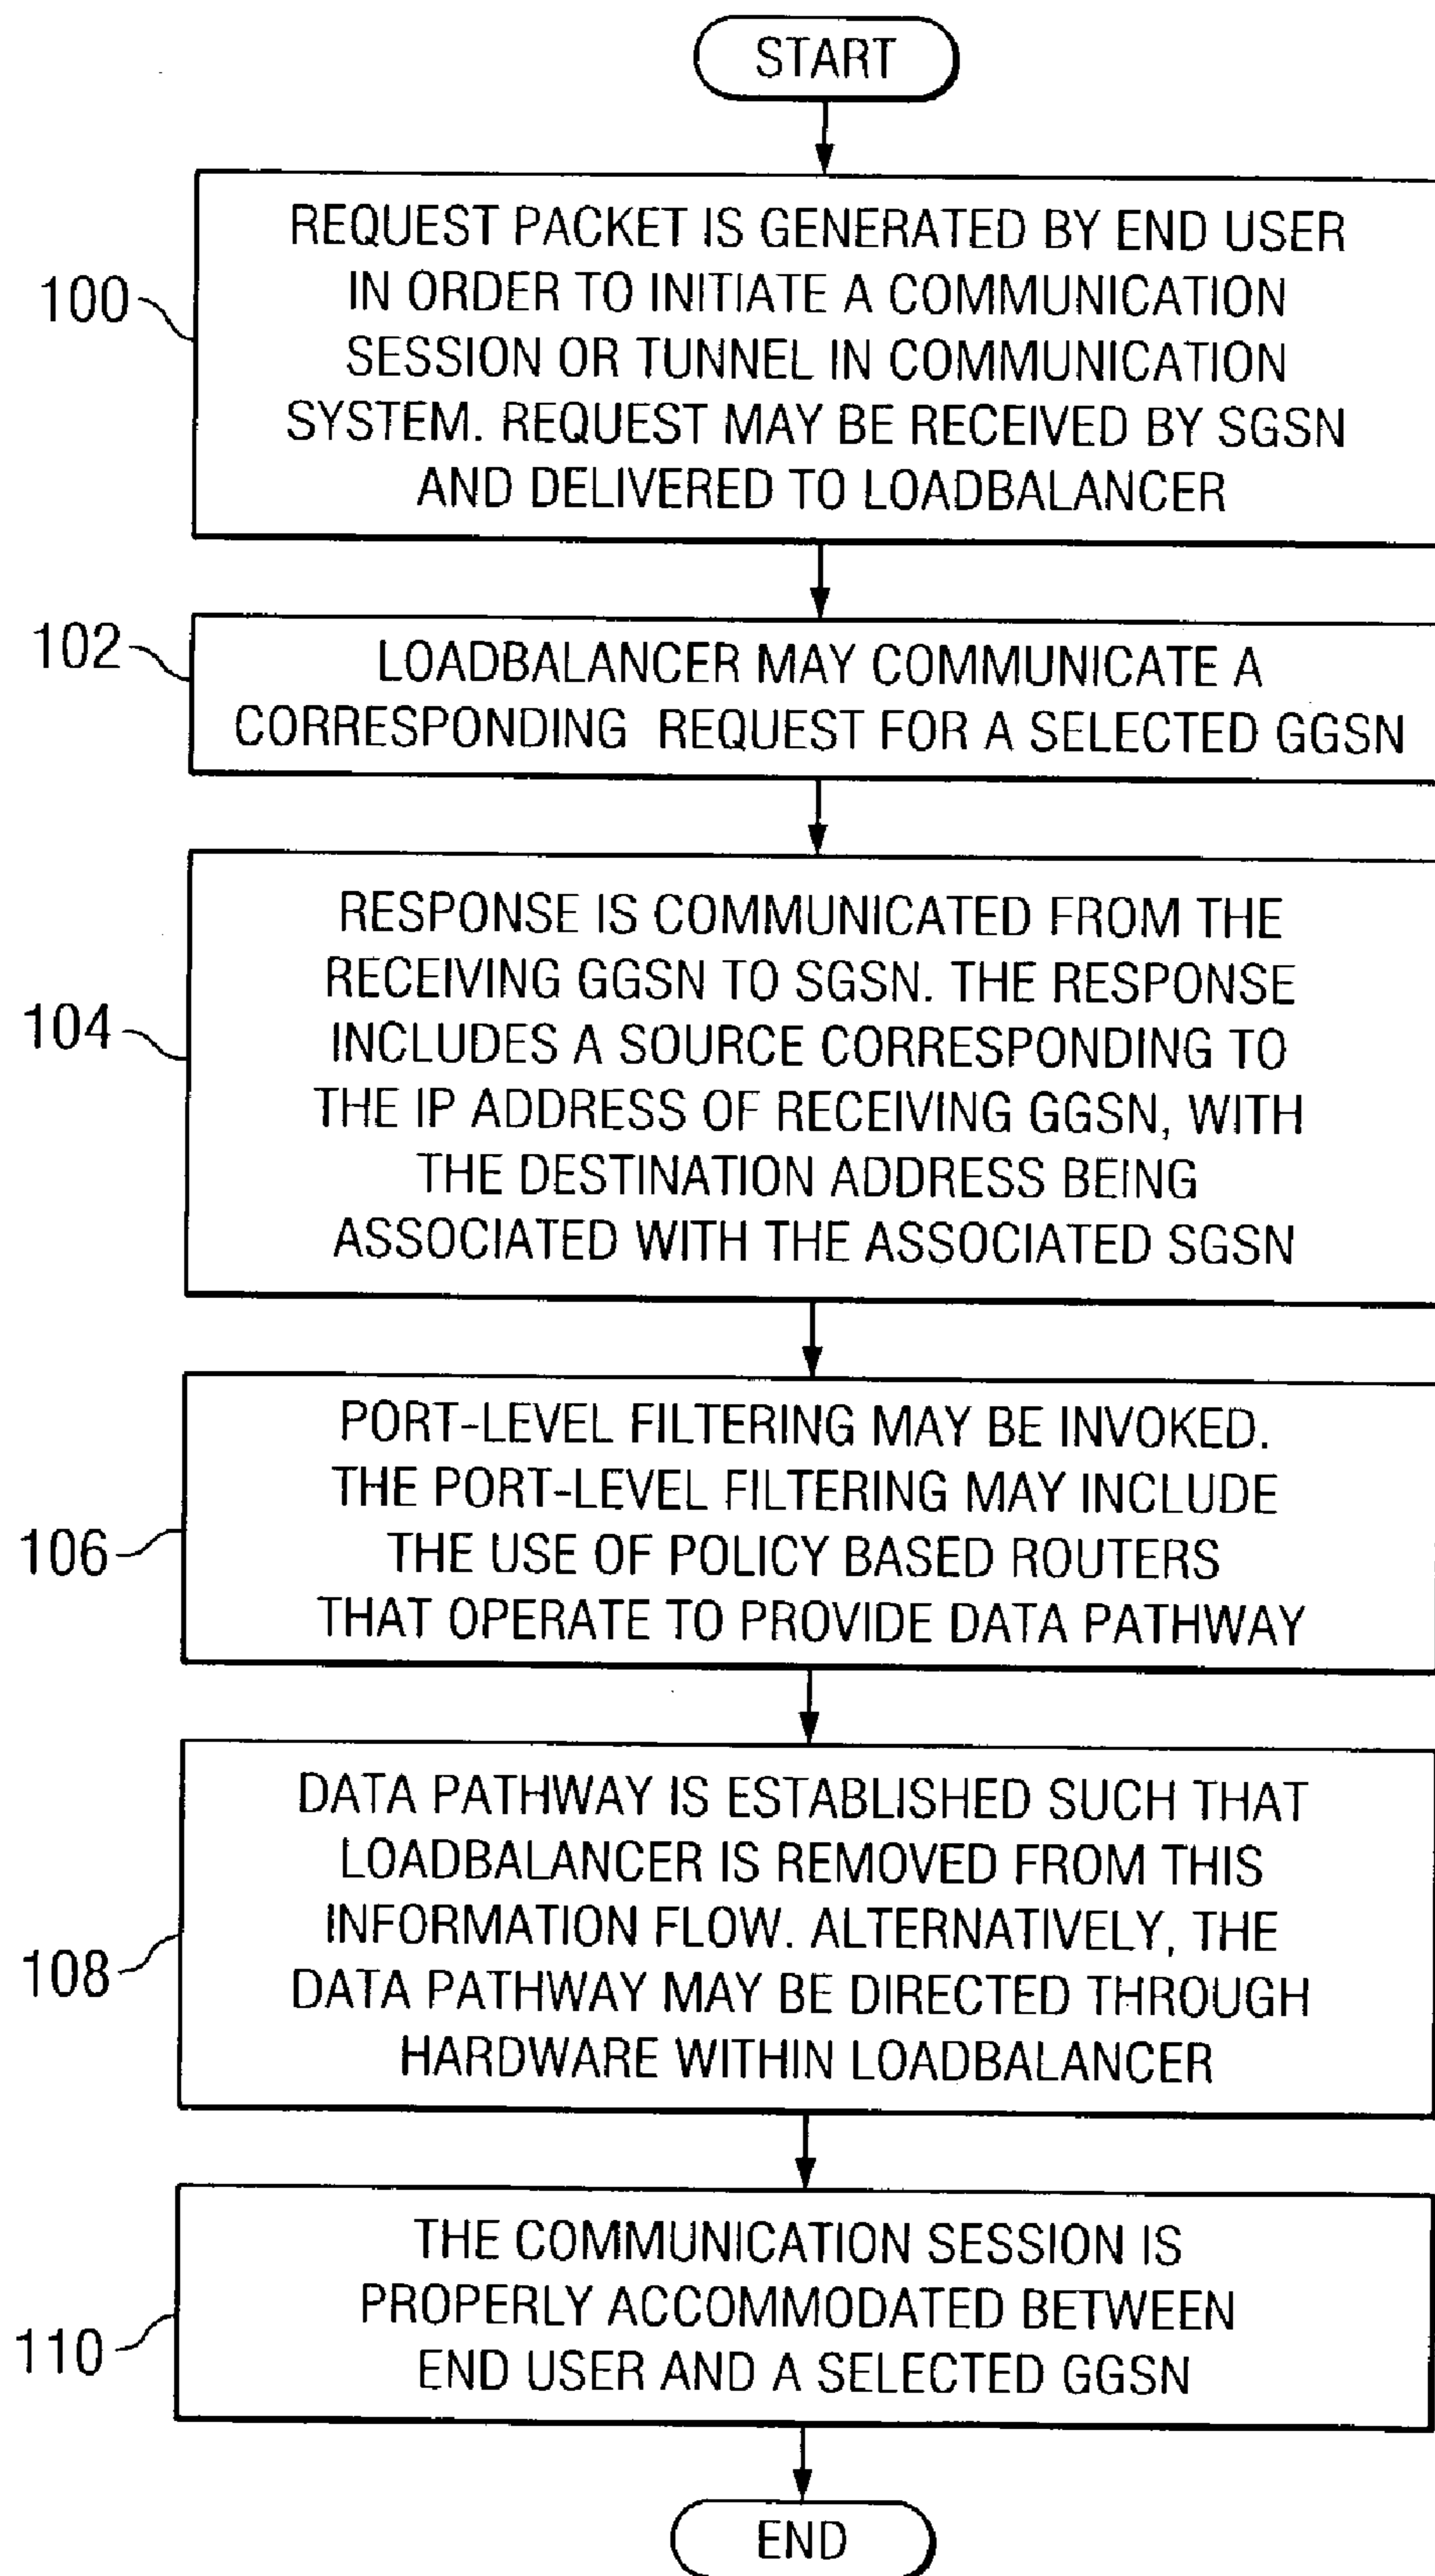 START
100
REQUEST PACKET IS GENERATED BY END USER
IN ORDER TO INITIATE A COMMUNICATION
SESSION OR TUNNEL IN COMMUNICATION
SYSTEM. REQUEST MAY BE RECEIVED BY SGSN
AND DELIVERED TO LOADBALANCER
102
LOADBALANCER MAY COMMUNICATE A
CORRESPONDING REQUEST FOR A SELECTED GGSN
104
RESPONSE IS COMMUNICATED FROM THE
RECEIVING GGSN TO SGSN. THE RESPONSE
INCLUDES A SOURCE CORRESPONDING TO
THE IP ADDRESS OF RECEIVING GGSN, WITH
THE DESTINATION ADDRESS BEING
ASSOCIATED WITH THE ASSOCIATED SGSN
106
PORT-LEVEL FILTERING MAY BE INVOKED.
THE PORT-LEVEL FILTERING MAY INCLUDE
THE USE OF POLICY BASED ROUTERS
THAT OPERATE TO PROVIDE DATA PATHWAY
108
DATA PATHWAY IS ESTABLISHED SUCH THAT
LOADBALANCER IS REMOVED FROM THIS
INFORMATION FLOW. ALTERNATIVELY, THE
DATA PATHWAY MAY BE DIRECTED THROUGH
HARDWARE WITHIN LOADBALANCER
110
THE COMMUNICATION SESSION IS
PROPERLY ACCOMMODATED BETWEEN
END USER AND A SELECTED GGSN
END